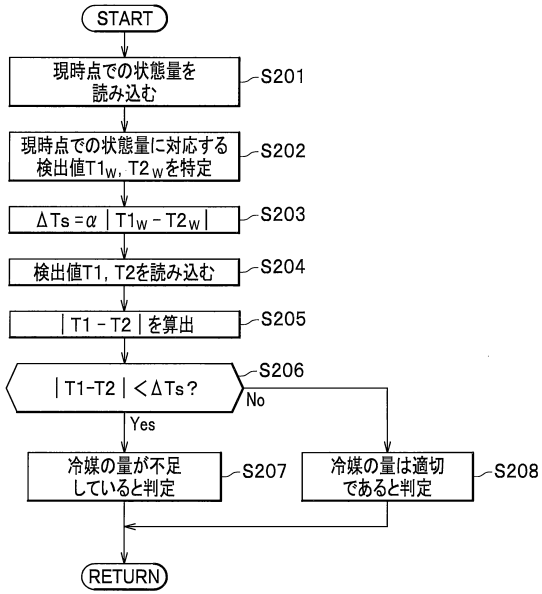 START
現時点での状態量を
読み込む
S201
現時点での状態量に対応する
検出値T1W, T2Wを特定
S202
ΔTs=α|T1W-T2W|
S203
検出値T1, T2を読み込む
S204
|T1-T2|を算出
S205
|T1-T2|<ΔTs?
S206
No
Yes
冷媒の量が不足
していると判定
S207
冷媒の量は適切
であると判定
S208
RETURN